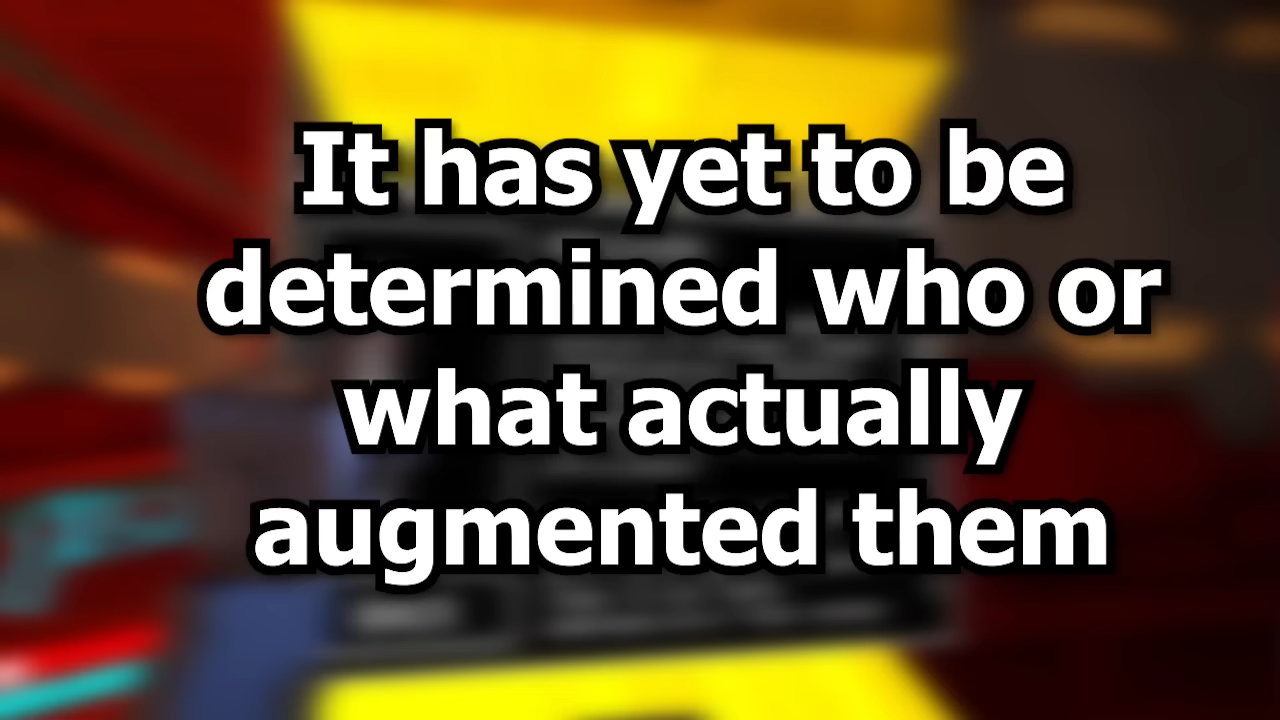 It has yet to be
determined who or
what actually
augmented them